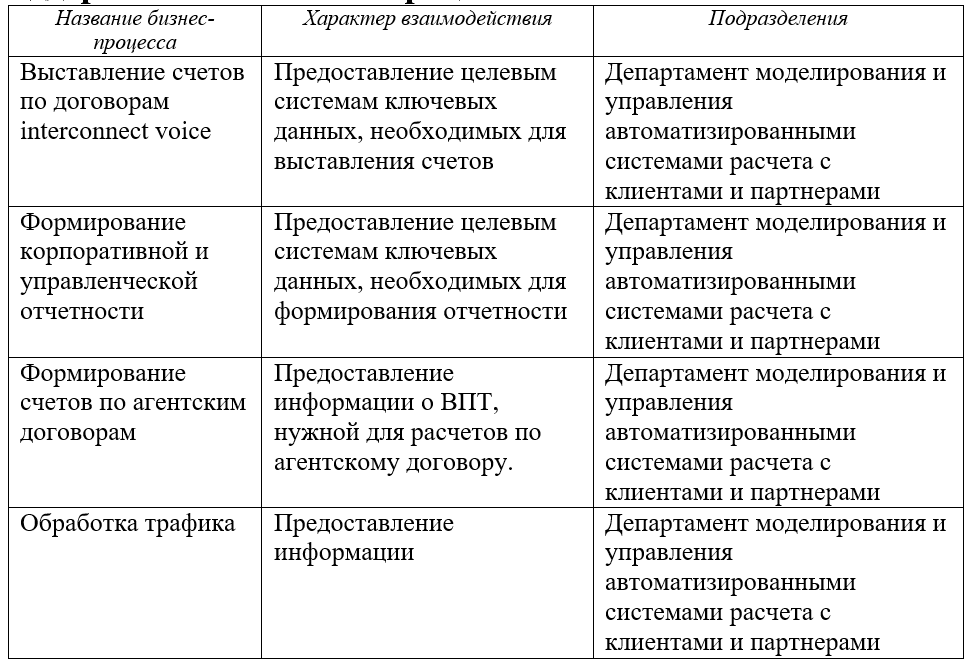 Название бизнес-
процесса
Характер взаимодействия
Подразделения
Выставление счетов
по договорам
interconnect voice
Предоставление целевым
системам ключевых
данных, необходимых для
выставления счетов
Департамент моделирования и
управления
автоматизированными
системами расчета с
клиентами и партнерами
Формирование
корпоративной и
управленческой
отчетности
Предоставление целевым
системам ключевых
данных, необходимых для
формирования отчетности
Департамент моделирования и
управления
автоматизированными
системами расчета с
клиентами и партнерами
Формирование
счетов по агентским
договорам
Предоставление
информации о ВПТ,
нужной для расчетов по
агентскому договору.
Департамент моделирования и
управления
автоматизированными
системами расчета с
клиентами и партнерами
Обработка трафика
Предоставление
информации
Департамент моделирования и
управления
автоматизированными
системами расчета с
клиентами и партнерами